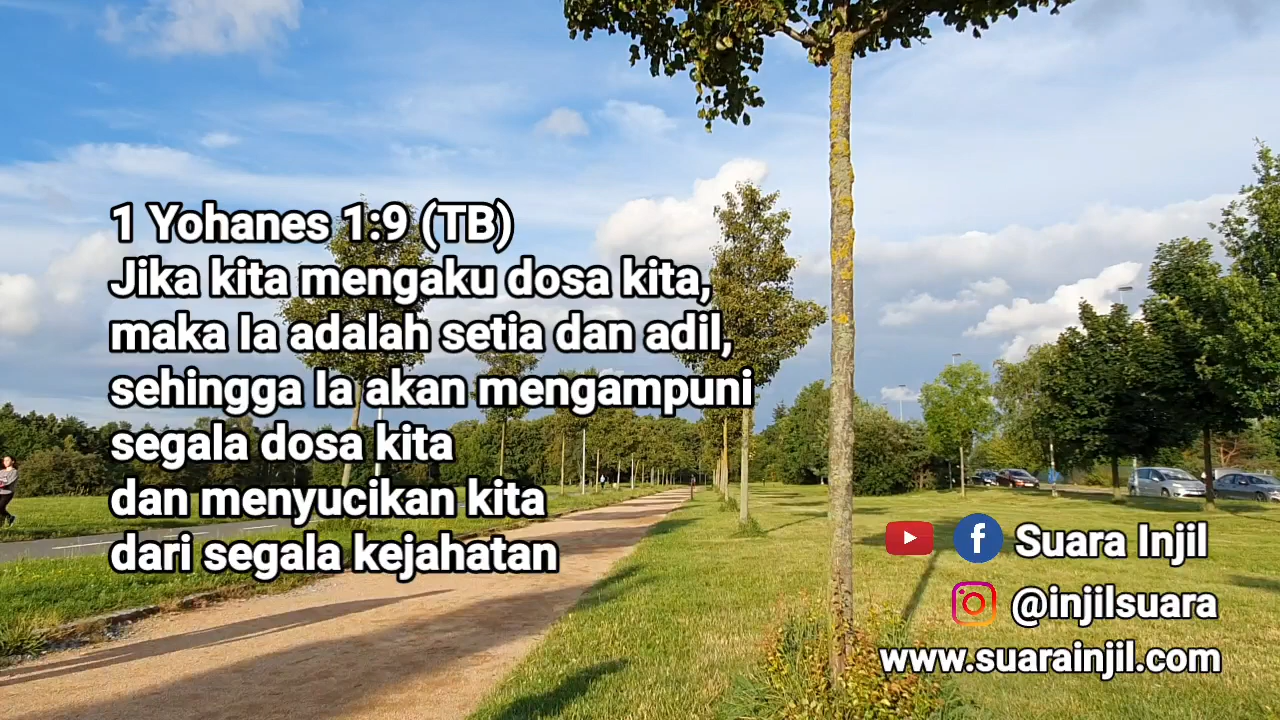 1 Yohanes 1:9 (TB)
Jika kita mengaku dosa kita,
maka Ia adalah setia dan adil,
sehingga Ia akan mengampuni
segala dosa kita
dan menyucikan kita
dari segala kejahatan
Suara Injil
@injilsuara
www.suarainjil.com